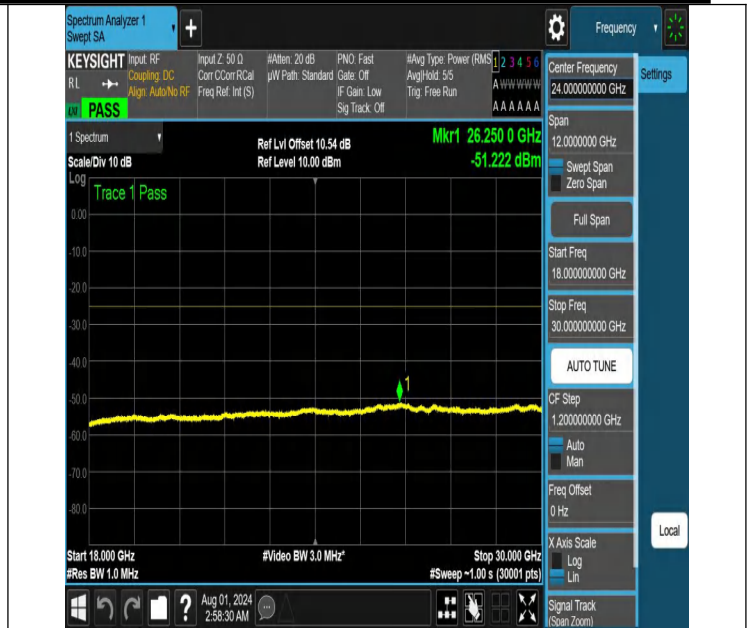 Spectrum Analyzer 1
Swept SA
+
Frequency
KEYSIGHT
RL
PASS
Input: RF
Coupling: DC
Align: Auto/No RF
Input Z: 50 Ω
Corr CCorr RCal
Freq Ref: Int (S)
#Atten: 20 dB
µW Path: Standard
PNO: Fast
Gate: Off
IF Gain: Low
Sig Track: Off
#Avg Type: Power (RMS
Avg|Hold: 5/5
Trig: Free Run
1 2 3 4 5 6
A W W W W W
A A A A A A
1 Spectrum
Scale/Div 10 dB
Ref Lvl Offset 10.54 dB
Ref Level 10.00 dBm
Mkr1 26.250 0 GHz
-51.222 dBm
Log
Trace 1 Pass
0.00
-10.0
-20.0
-30.0
-40.0
-50.0
-60.0
-70.0
-80.0
1
Start 18.000 GHz
#Res BW 1.0 MHz
#Video BW 3.0 MHz*
Stop 30.000 GHz
#Sweep ~1.00 s (30001 pts)
Center Frequency
24.000000000 GHz
Settings
Span
12.0000000 GHz
Swept Span
Zero Span
Full Span
Start Freq
18.000000000 GHz
Stop Freq
30.000000000 GHz
AUTO TUNE
CF Step
1.200000000 GHz
Auto
Man
Freq Offset
0 Hz
X Axis Scale
Log
Lin
Local
Signal Track
(Span Zoom)
?
Aug 01, 2024
2:58:30 AM